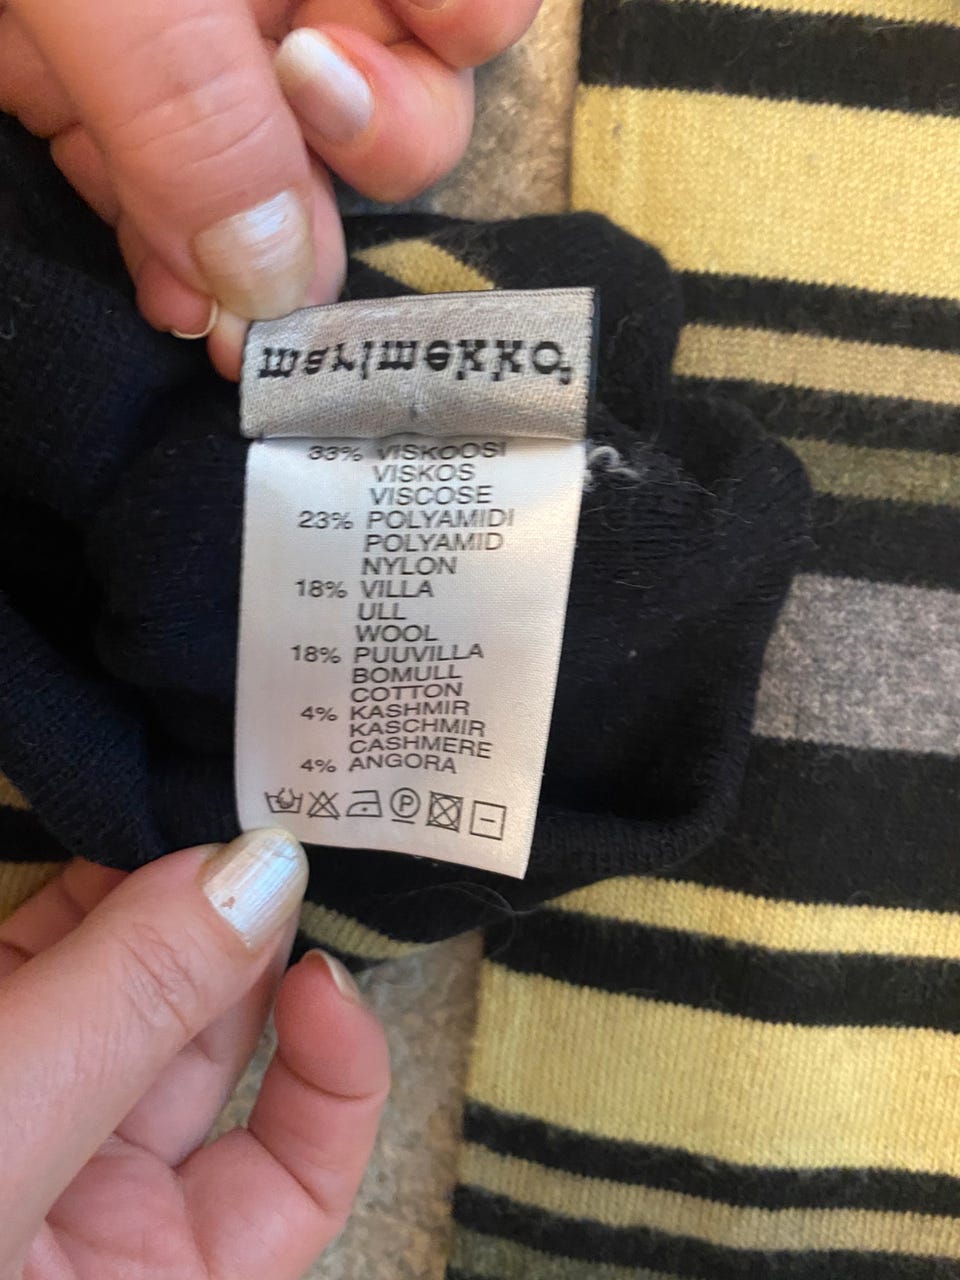 marimekko®
33% VISKOOSI
VISKOS
VISCOSE
23% POLYAMIDI
POLYAMID
NYLON
18% VILLA
ULL
WOOL
18% PUUVILLA
BOMULL
COTTON
4% KASHMIR
KASCHMIR
CASHMERE
4% ANGORA
P